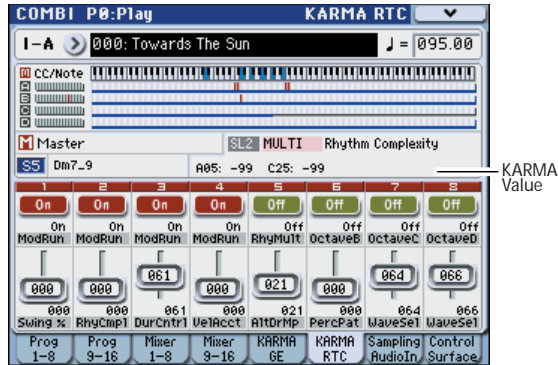 COMBI P0:Play KARMA RTC
I-A 000: Towards The Sun ♩= 095.00
M CC/Note
A
B
C
D
M Master SL2 MULTI Rhythm Complexity
S5 Dm7_9 A05: -99 C25: -99
KARMA
Value
1 2 3 4 5 6 7 8
On On On On Off Off Off Off
On On On On Off Off Off Off
ModRun ModRun ModRun ModRun RhyMult OctaveB OctaveC OctaveD
000 000 061 000 021 000 064 066
000 000 061 000 021 000 064 066
Swing % RhyCmpl DurCntrl VelAcct AltDrMp PercPat WaveSel WaveSel
Prog Prog Mixer Mixer KARMA KARMA Sampling Control
1-8 9-16 1-8 9-16 GE RTC AudioIn Surface